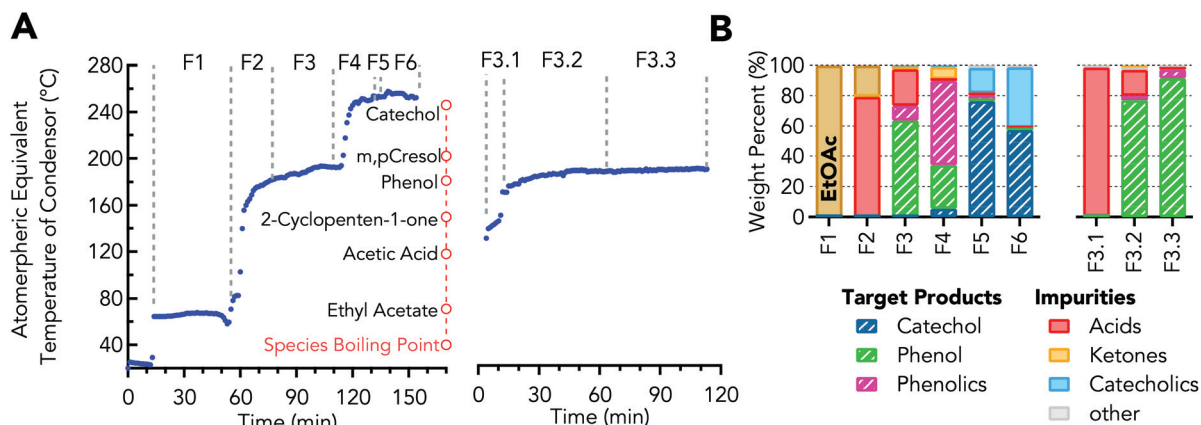 A
Atomerpheric Equivalent
Temperature of Condensor (°C)
280
240
200
160
120
80
40
F1
F2
F3
F4
F5
F6
Catechol
m,pCresol
Phenol
2-Cyclopenten-1-one
Acetic Acid
Ethyl Acetate
Species Boiling Point
0
30
60
90
120
150
Time (min)
F3.1
F3.2
F3.3
0
30
60
90
120
Time (min)
B
Weight Percent (%)
100
80
60
40
20
0
EtOAc
F1
F2
F3
F4
F5
F6
F3.1
F3.2
F3.3
Target Products
Catechol
Phenol
Phenolics
Impurities
Acids
Ketones
Catecholics
other